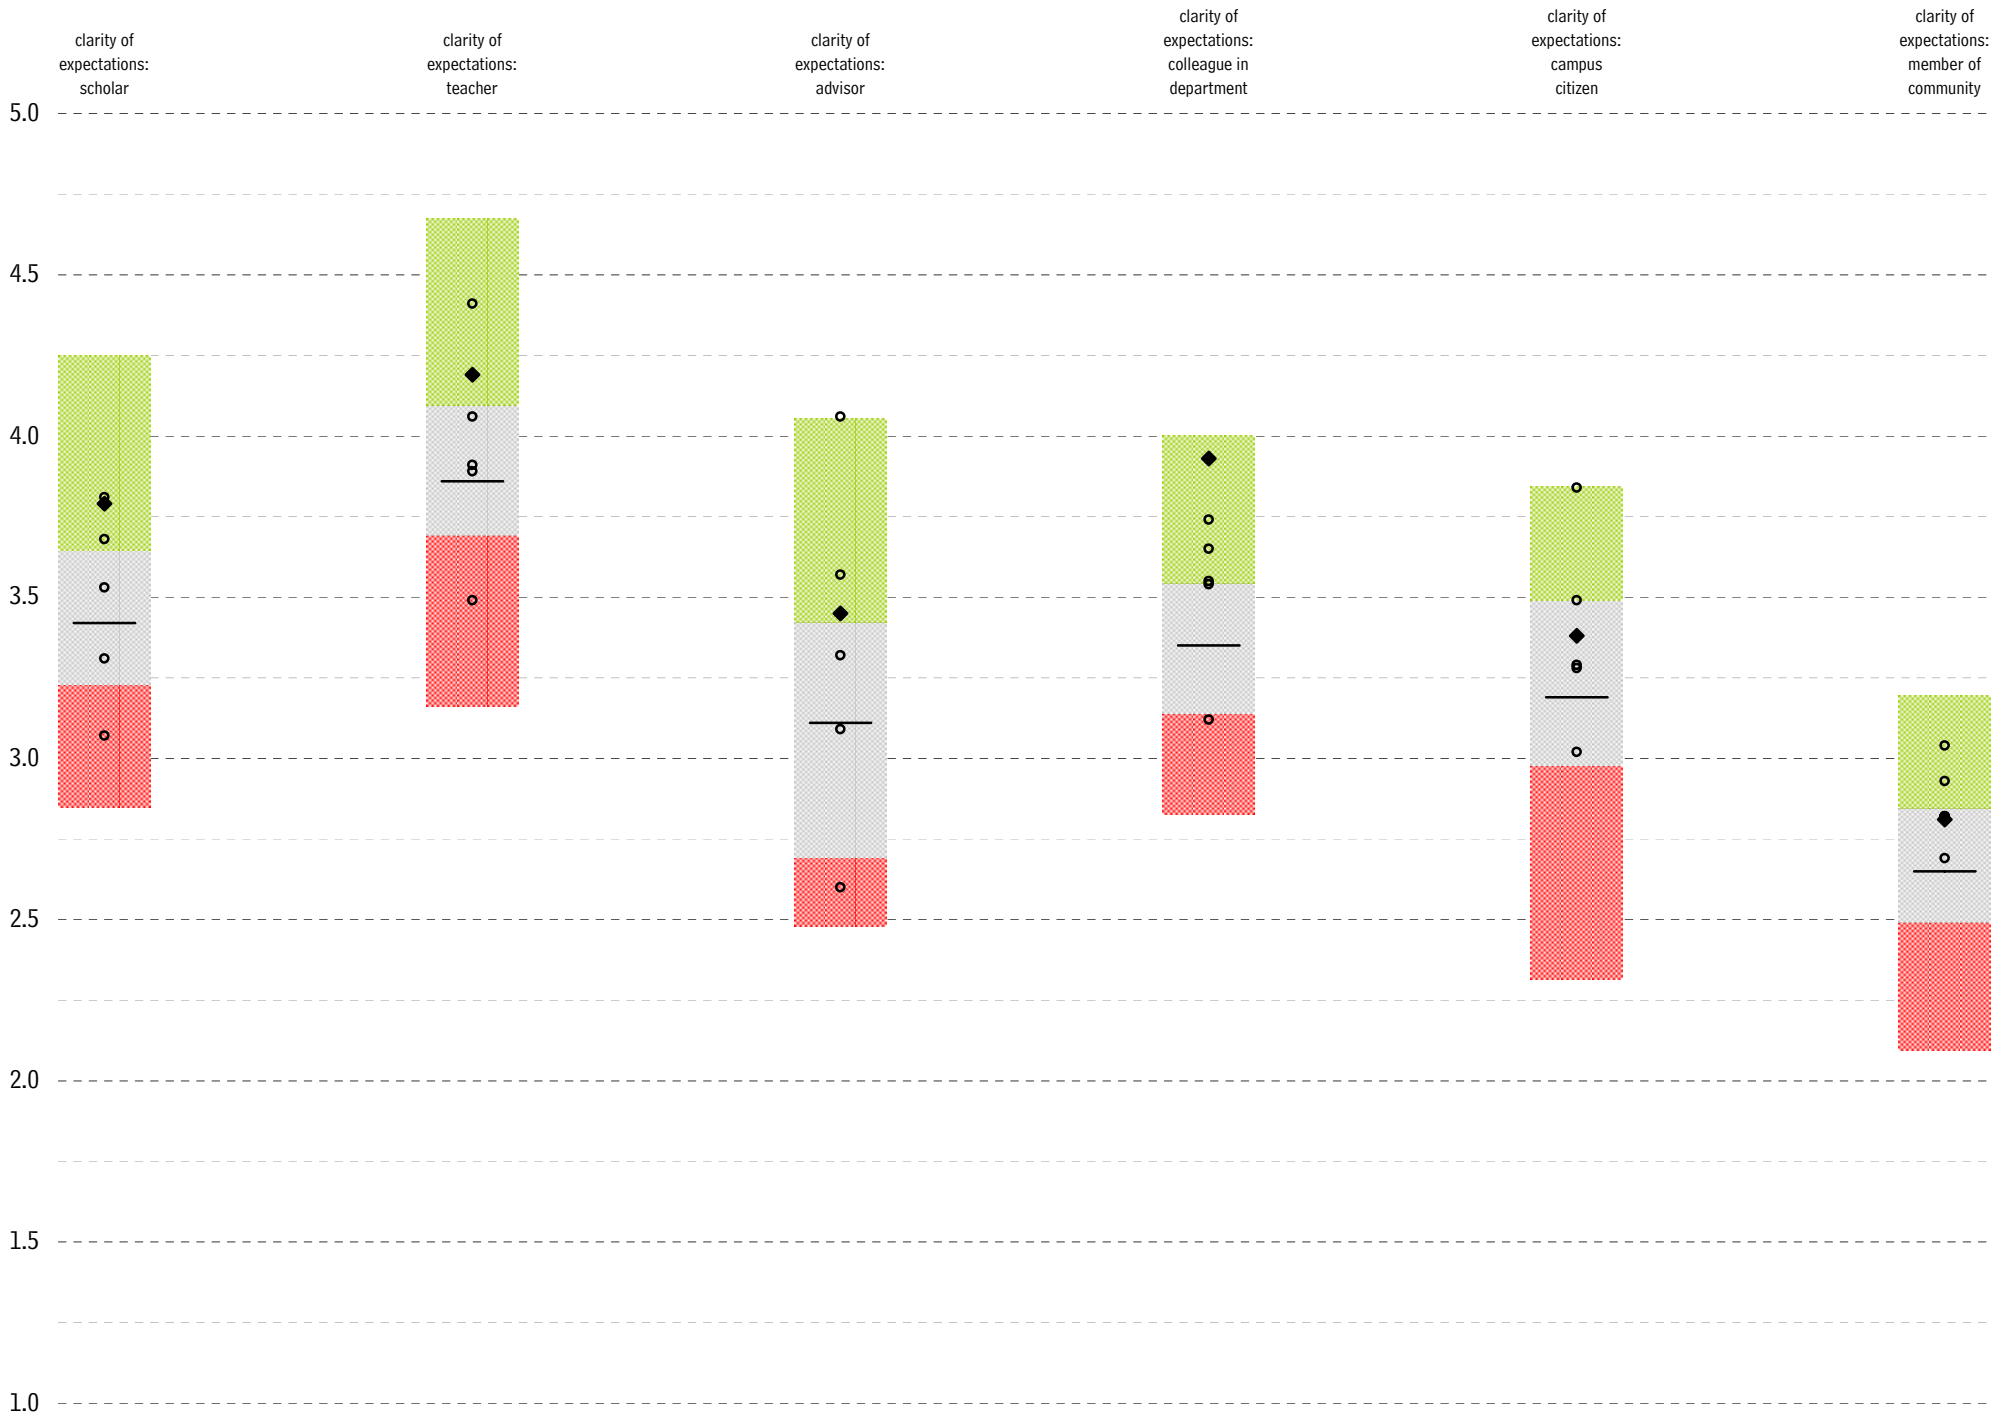 clarity of
expectations:
scholar
clarity of
expectations:
teacher
clarity of
expectations:
advisor
clarity of
expectations:
colleague in
department
clarity of
expectations:
campus
citizen
clarity of
expectations:
member of
community
5.0
4.5
4.0
3.5
3.0
2.5
2.0
1.5
1.0